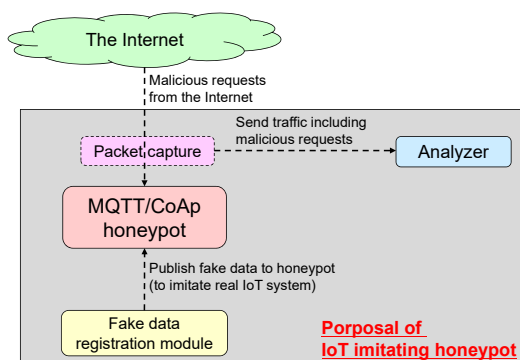 The Internet
Malicious requests
from the Internet
Send traffic including
malicious requests
Packet capture
Analyzer
MQTT/CoAp
honeypot
Publish fake data to honeypot
(to imitate real IoT system)
Fake data
registration module
Porposal of
IoT imitating honeypot